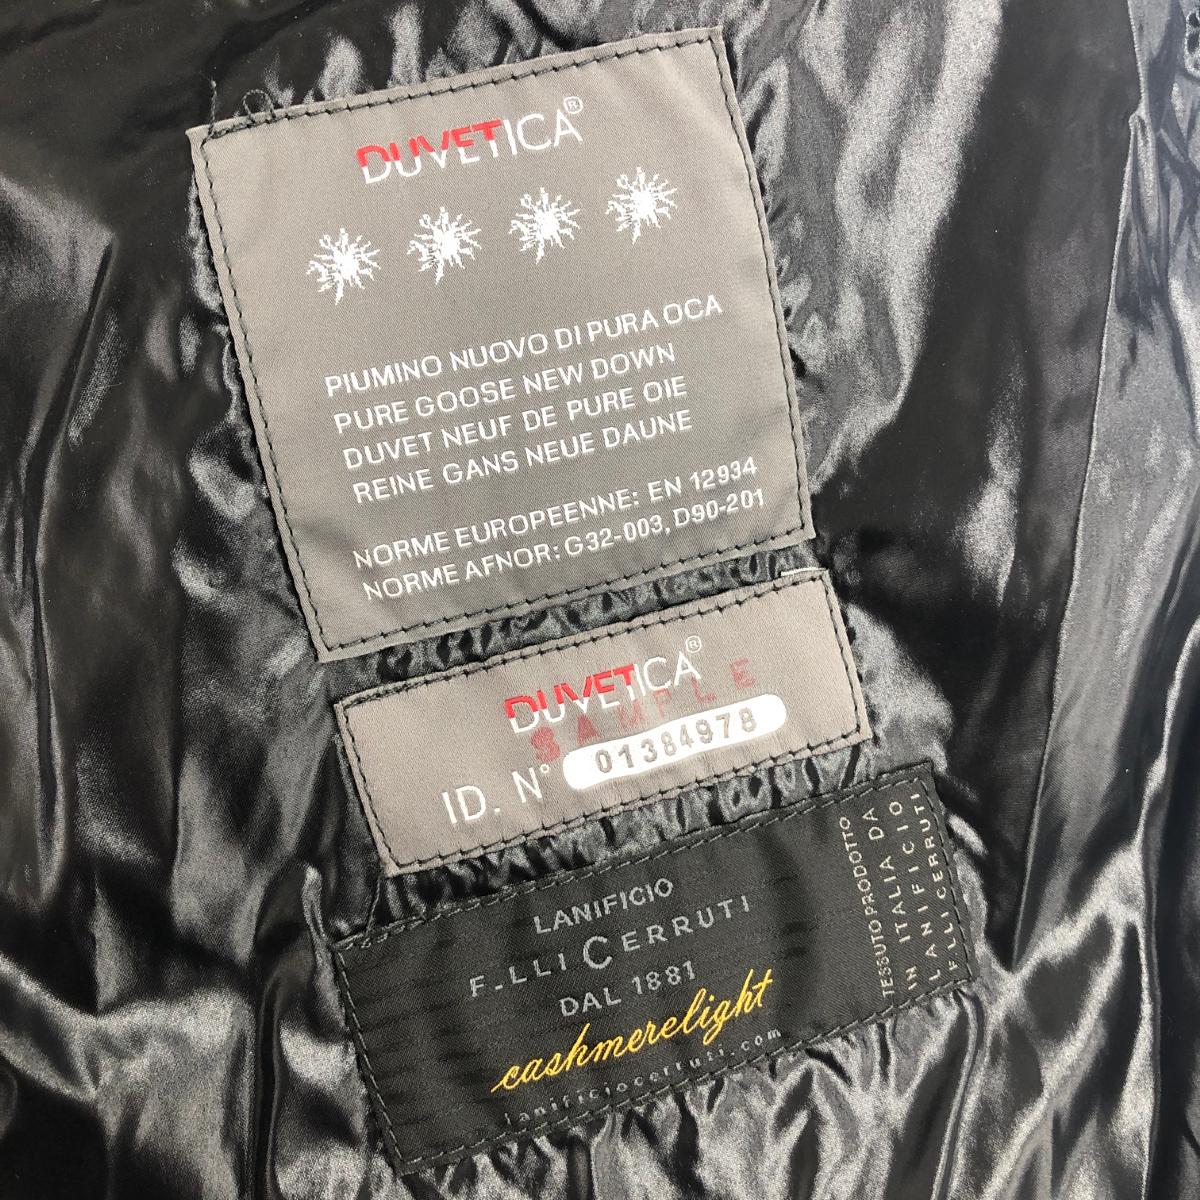 DUVETICA®
PIUMINO NUOVO DI PURA OCA
PURE GOOSE NEW DOWN
DUVET NEUF DE PURE OIE
REINE GANS NEUE DAUNE
NORME EUROPEENNE: EN 12934
NORME AFNOR: G32-003, D90-201
DUVETICA®
SAMPLE
ID. N° 01384978
LANIFICIO
F.LLI CERRUTI
DAL 1881
cashmerelight
lanificiocerruti.com
TESSUTO PRODOTTO
IN ITALIA DA
LANIFICIO
F.LLI CERRUTI